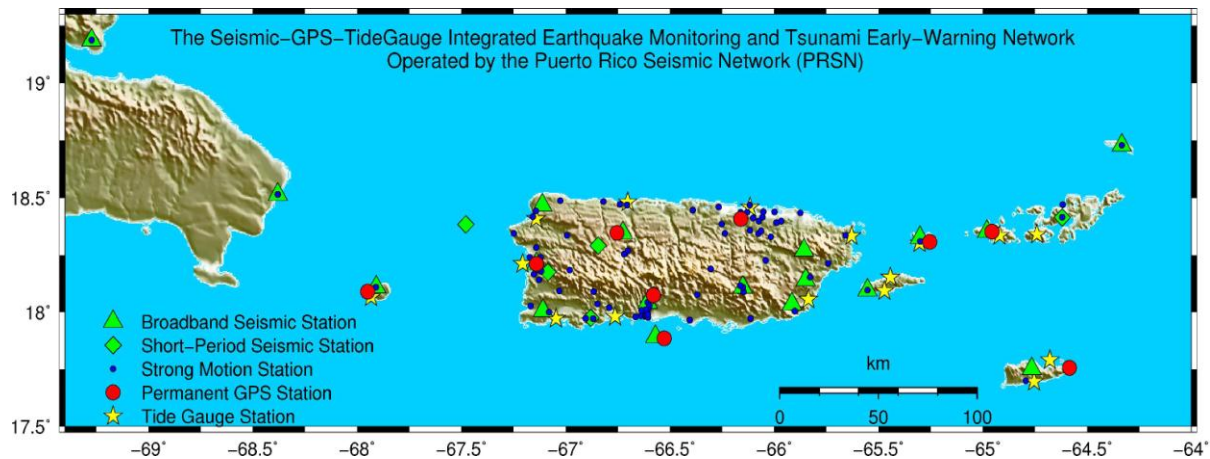 The Seismic−GPS−TideGauge Integrated Earthquake Monitoring and Tsunami Early−Warning Network
Operated by the Puerto Rico Seismic Network (PRSN)
19˚
18.5˚
18˚
17.5˚
Broadband Seismic Station
Short−Period Seismic Station
Strong Motion Station
Permanent GPS Station
Tide Gauge Station
km
0 50 100
−69˚ −68.5˚ −68˚ −67.5˚ −67˚ −66.5˚ −66˚ −65.5˚ −65˚ −64.5˚ −64˚